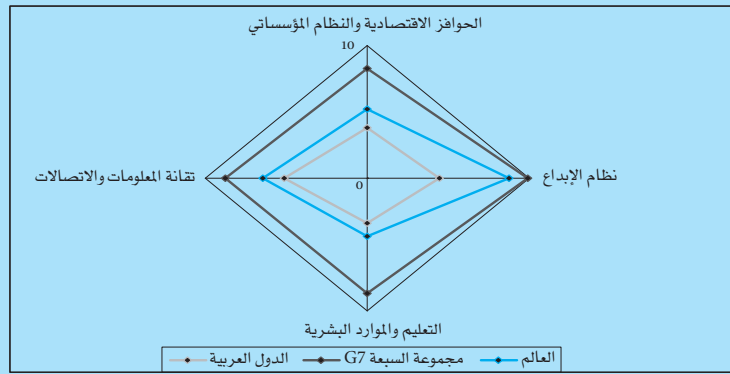 الحوافز الاقتصادية والنظام المؤسساتي
10
تقانة المعلومات والاتصالات
نظام الإبداع
0
التعليم والموارد البشرية
العالم
مجموعة السبعة G7
الدول العربية